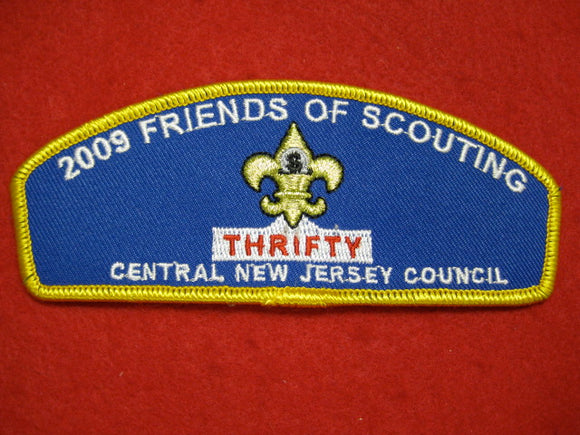 2009 FRIENDS OF SCOUTING
$
THRIFTY
CENTRAL NEW JERSEY COUNCIL